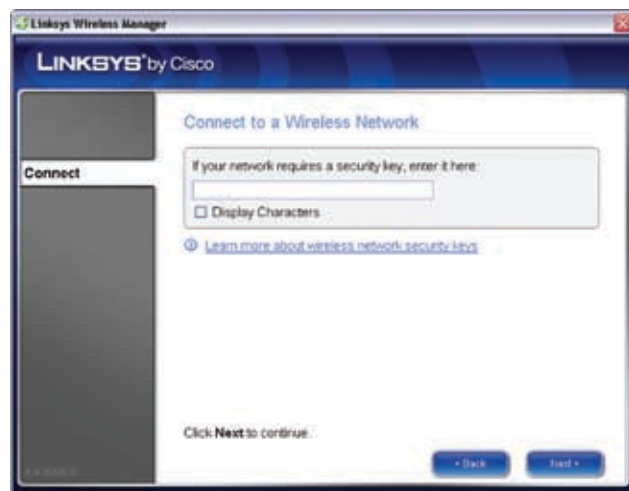 Linksys Wireless Manager
LINKSYS® by Cisco
Connect to a Wireless Network
Connect
If your network requires a security key, enter it here:
Display Characters
Learn more about wireless network security keys
Click Next to continue.
Back
Next